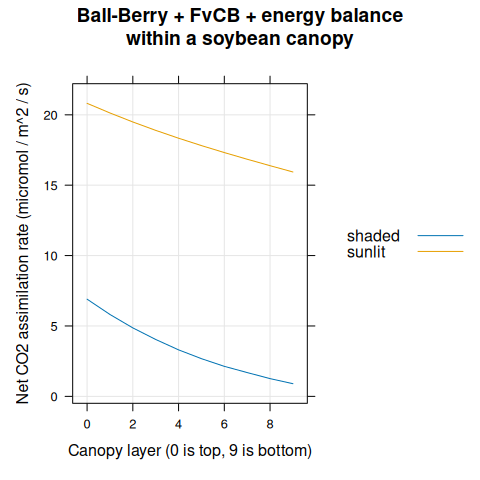 Ball-Berry + FvCB + energy balance
within a soybean canopy
Net CO2 assimilation rate (micromol / m^2 / s)
20
15
10
5
0
0 2 4 6 8
Canopy layer (0 is top, 9 is bottom)
shaded
sunlit